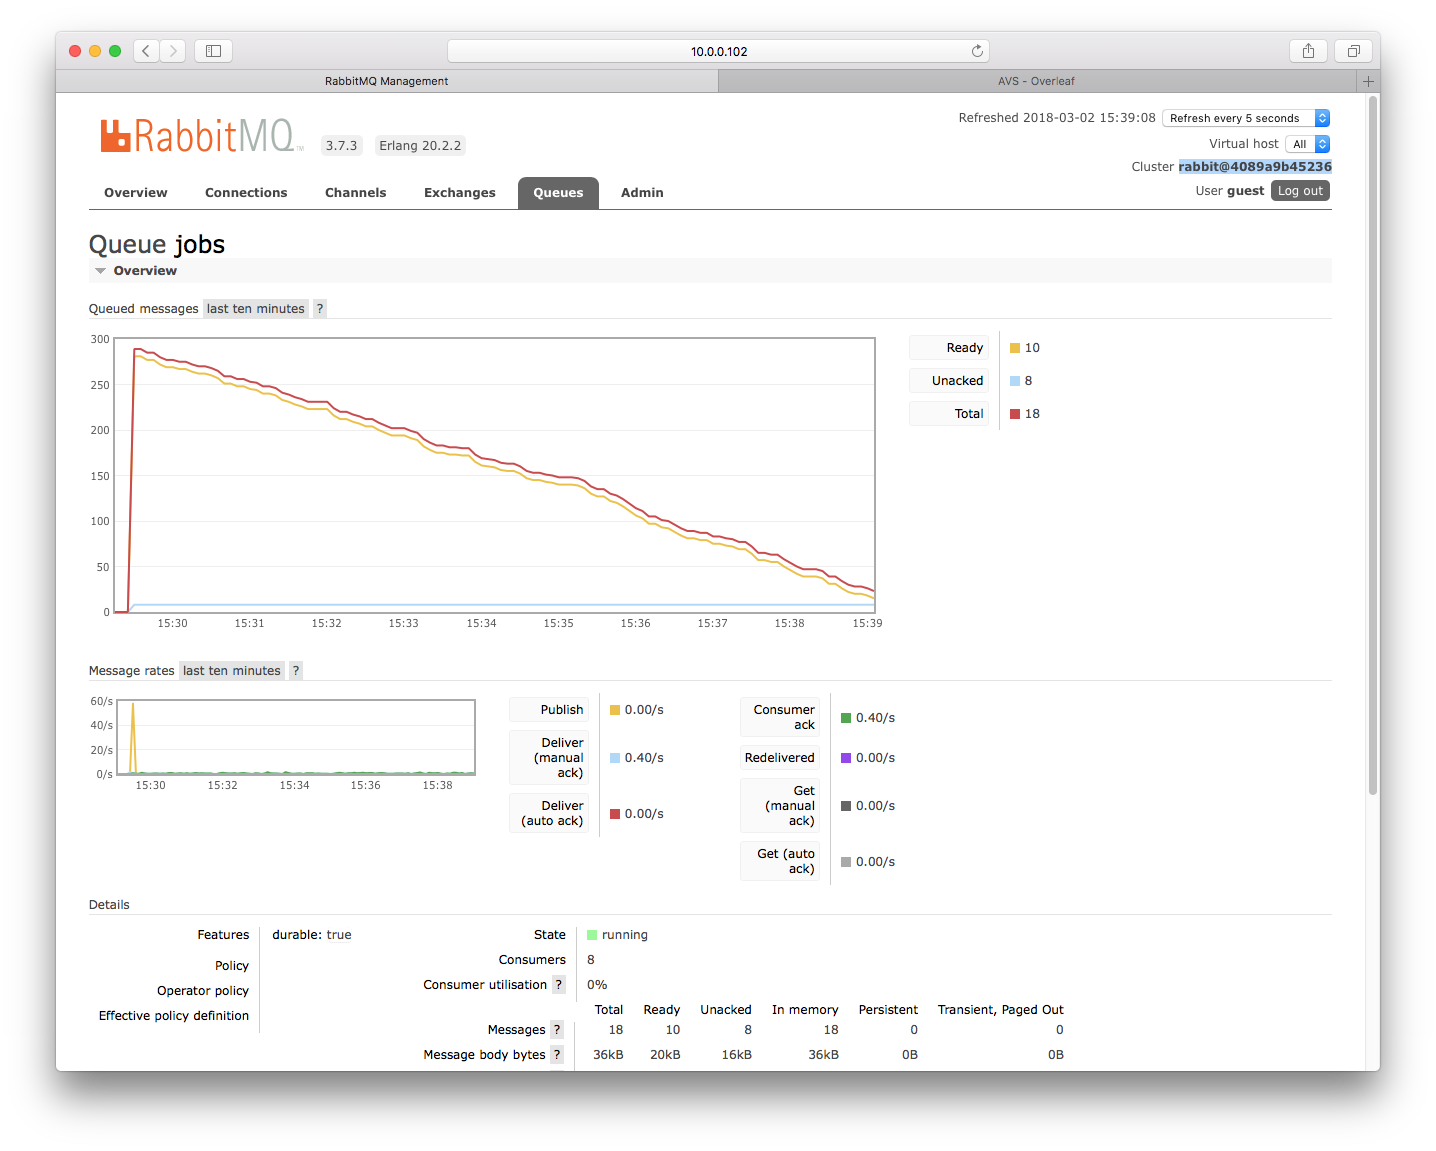 10.0.0.102
RabbitMQ Management
AVS - Overleaf
RabbitMQ™
3.7.3
Erlang 20.2.2
Refreshed 2018-03-02 15:39:08 Refresh every 5 seconds
Virtual host All
Cluster rabbit@4089a9b45236
User guest Log out
Overview Connections Channels Exchanges Queues Admin
Queue jobs
Overview
Queued messages last ten minutes ?
300
250
200
150
100
50
0
15:30 15:31 15:32 15:33 15:34 15:35 15:36 15:37 15:38 15:39
Ready 10
Unacked 8
Total 18
Message rates last ten minutes ?
60/s
40/s
20/s
0/s
15:30 15:32 15:34 15:36 15:38
Publish 0.00/s
Deliver
(manual 0.40/s
ack)
Deliver
(auto ack) 0.00/s
Consumer
ack 0.40/s
Redelivered 0.00/s
Get
(manual 0.00/s
ack)
Get (auto
ack) 0.00/s
Details
Features durable: true
Policy
Operator policy
Effective policy definition
State running
Consumers 8
Consumer utilisation ? 0%
Total Ready Unacked In memory Persistent Transient, Paged Out
Messages ? 18 10 8 18 0 0
Message body bytes ? 36kB 20kB 16kB 36kB 0B 0B